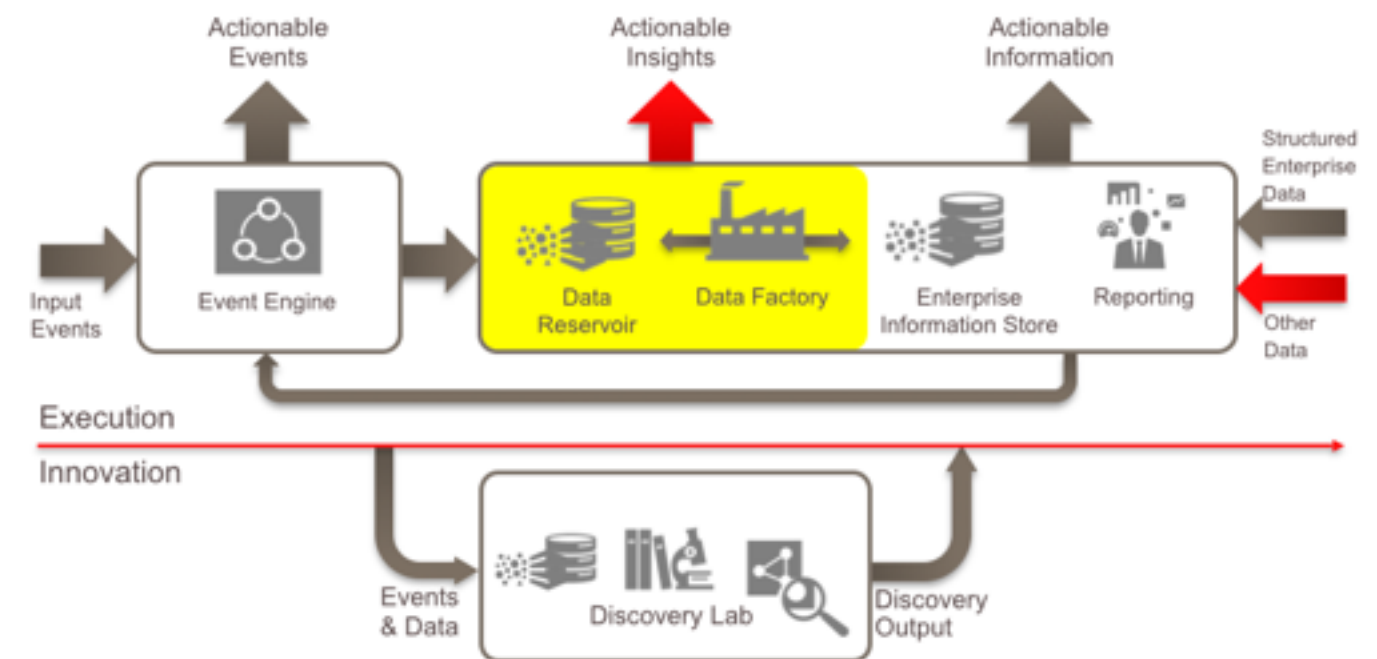 Actionable
Events
Actionable
Insights
Actionable
Information
Structured
Enterprise
Data
Input
Events
Event Engine
Data
Reservoir
Data Factory
Enterprise
Information Store
Reporting
Other
Data
Execution
Innovation
Events
& Data
Discovery Lab
Discovery
Output